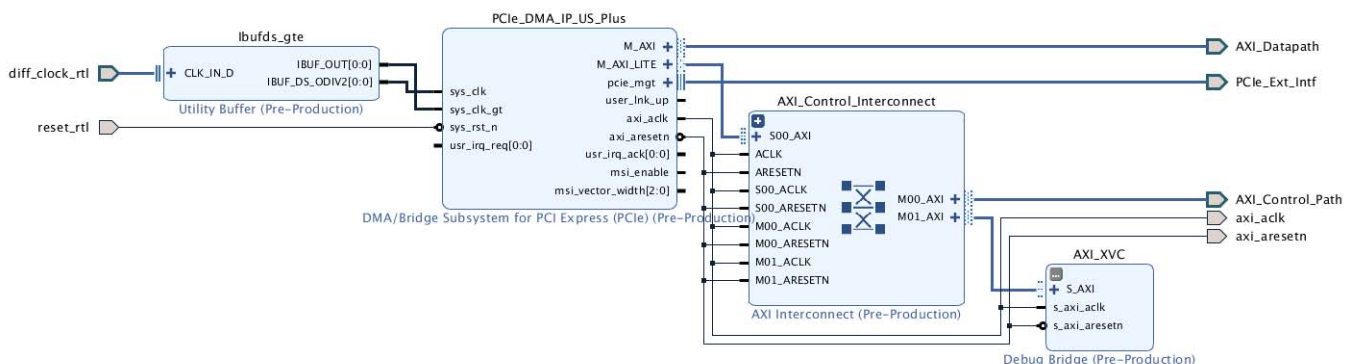 diff_clock_rtl
reset_rtl
Ibufds_gte
CLK_IN_D
IBUF_OUT[0:0]
IBUF_DS_ODIV2[0:0]
Utility Buffer (Pre-Production)
PCIe_DMA_IP_US_Plus
sys_clk
sys_clk_gt
sys_rst_n
usr_irq_req[0:0]
M_AXI
M_AXI_LITE
pcie_mgt
user_lnk_up
axi_aclk
axi_aresetn
usr_irq_ack[0:0]
msi_enable
msi_vector_width[2:0]
DMA/Bridge Subsystem for PCI Express (PCIe) (Pre-Production)
AXI_Control_Interconnect
S00_AXI
ACLK
ARESETN
S00_ACLK
S00_ARESETN
M00_ACLK
M00_ARESETN
M01_ACLK
M01_ARESETN
M00_AXI
M01_AXI
AXI Interconnect (Pre-Production)
AXI_XVC
S_AXI
s_axi_aclk
s_axi_aresetn
Debug Bridge (Pre-Production)
AXI_Datapath
PCIe_Ext_Intf
AXI_Control_Path
axi_aclk
axi_aresetn